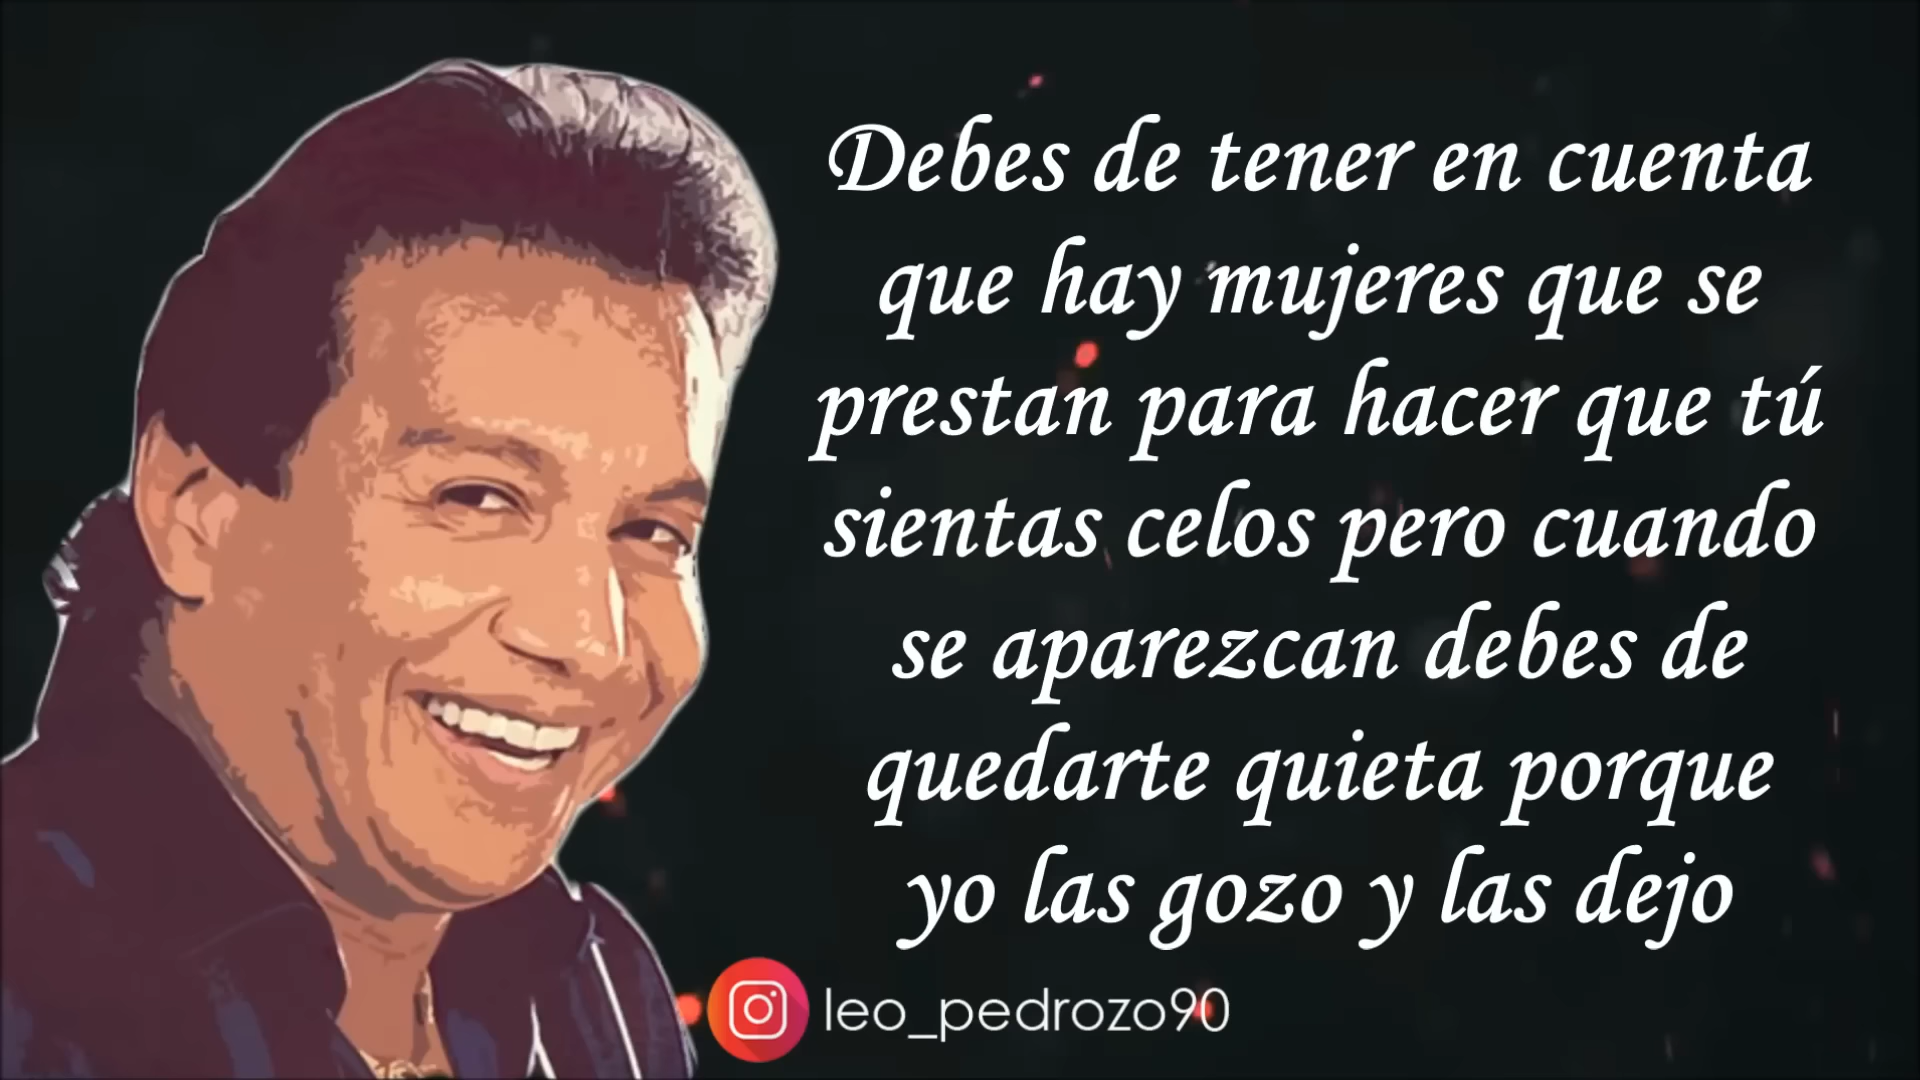 Debes de tener en cuenta
que hay mujeres que se
prestan para hacer que tú
sientas celos pero cuando
se aparezcan debes de
quedarte quieta porque
yo las gozo y las dejo
leo_pedrozo90